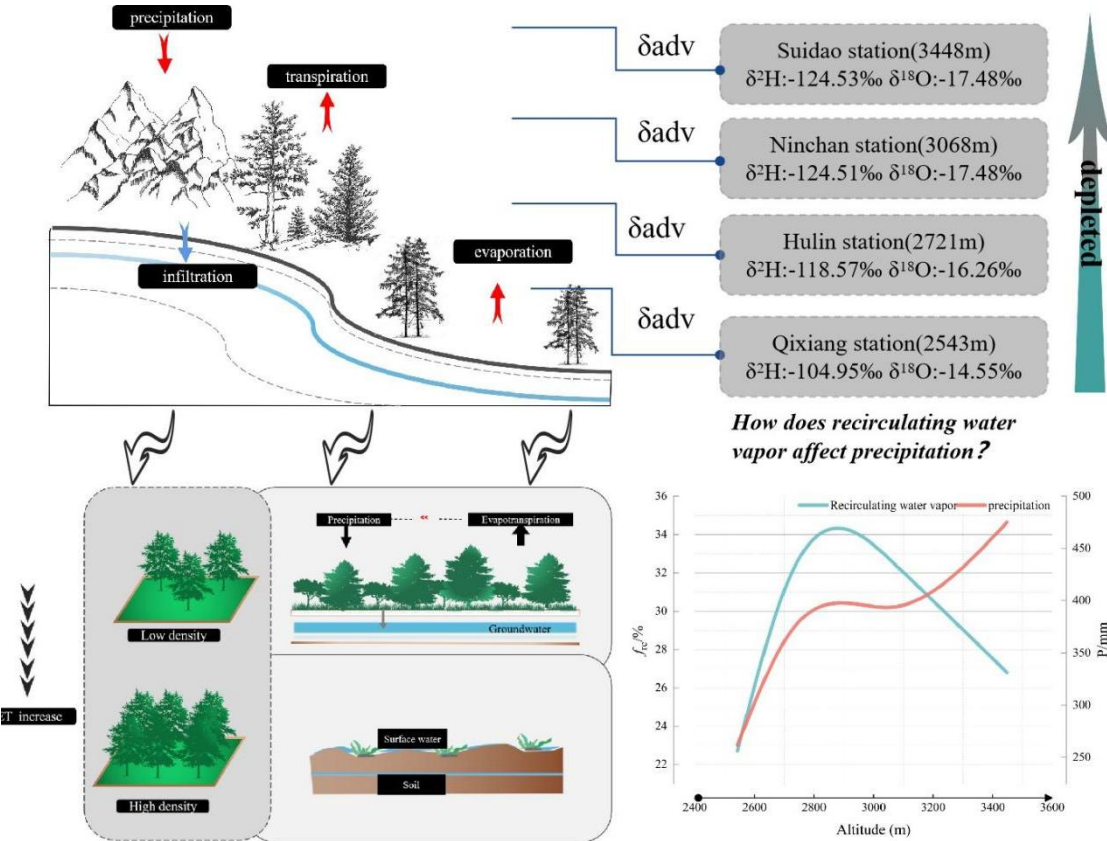 precipitation
transpiration
infiltration
evaporation
δadv
Suidao station(3448m)
δ²H:-124.53‰ δ¹⁸O:-17.48‰
δadv
Ninchan station(3068m)
δ²H:-124.51‰ δ¹⁸O:-17.48‰
δadv
Hulin station(2721m)
δ²H:-118.57‰ δ¹⁸O:-16.26‰
δadv
Qixiang station(2543m)
δ²H:-104.95‰ δ¹⁸O:-14.55‰
depleted
How does recirculating water
vapor affect precipitation?
ET increase
Low density
High density
Precipitation
Evapotranspiration
Groundwater
Surface water
Soil
Recirculating water vapor
precipitation
frc/%
36
34
32
30
28
26
24
22
P/mm
500
450
400
350
300
250
2400 2600 2800 3000 3200 3400 3600
Altitude (m)